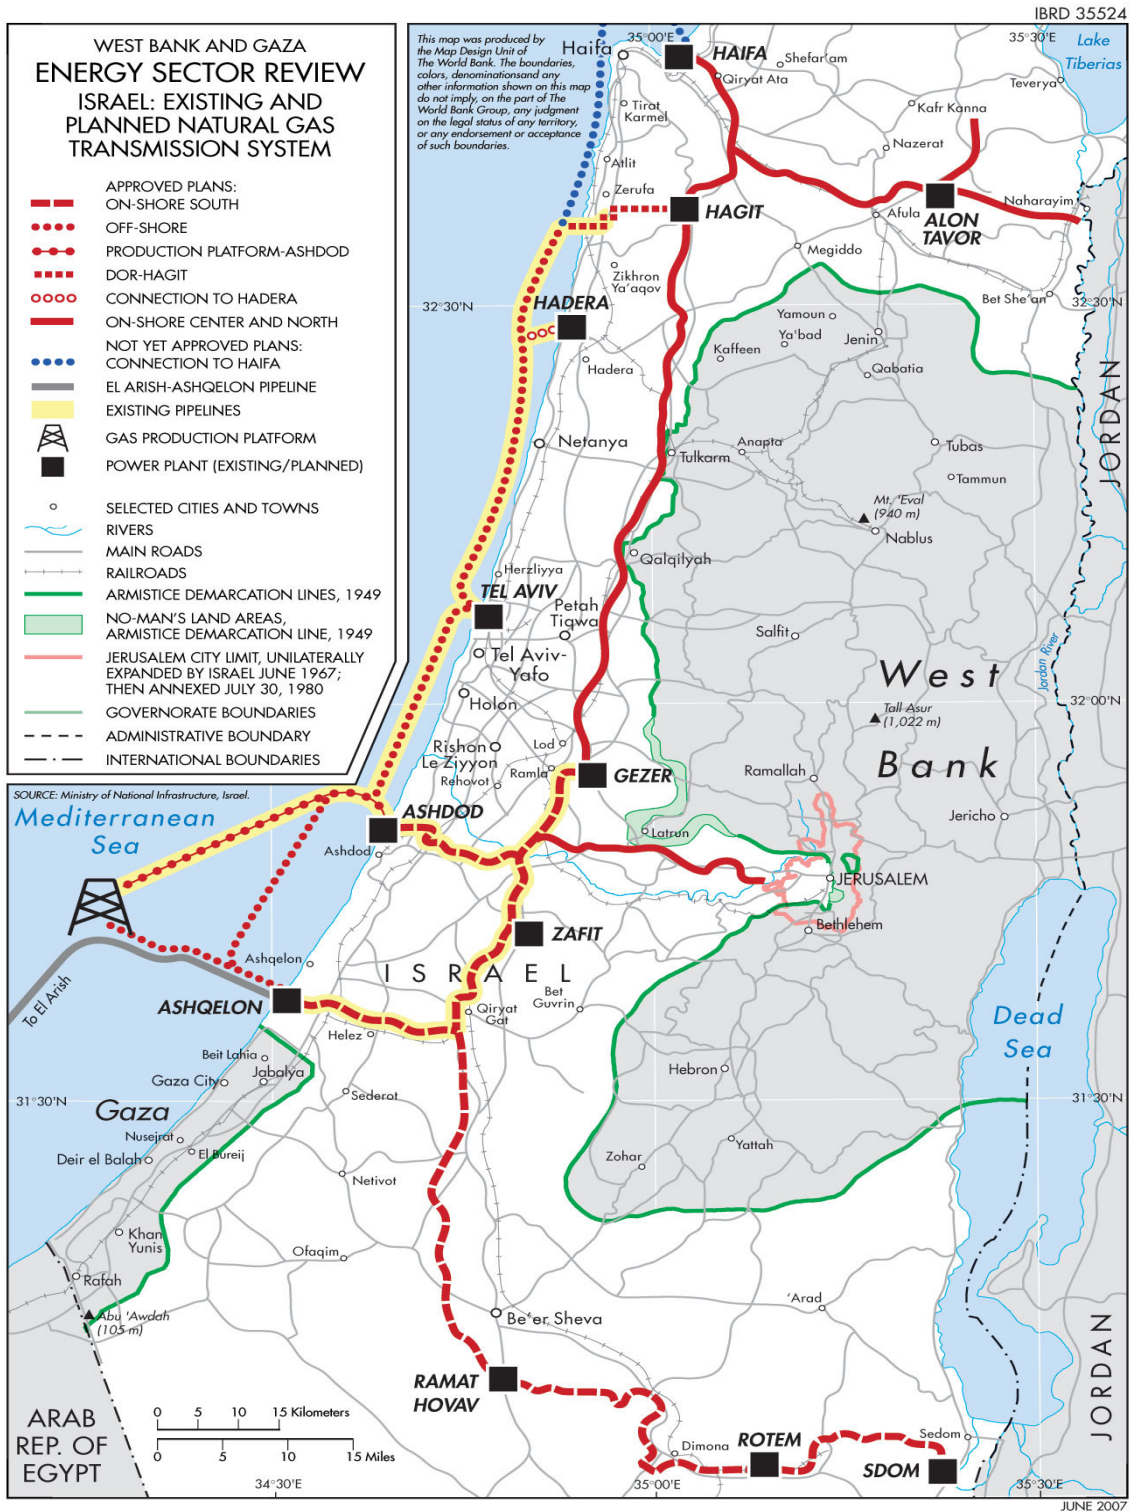 IBRD 35524
WEST BANK AND GAZA
ENERGY SECTOR REVIEW
ISRAEL: EXISTING AND
PLANNED NATURAL GAS
TRANSMISSION SYSTEM
APPROVED PLANS:
ON-SHORE SOUTH
OFF-SHORE
PRODUCTION PLATFORM-ASHDOD
DOR-HAGIT
CONNECTION TO HADERA
ON-SHORE CENTER AND NORTH
NOT YET APPROVED PLANS:
CONNECTION TO HAIFA
EL ARISH-ASHQELON PIPELINE
EXISTING PIPELINES
GAS PRODUCTION PLATFORM
POWER PLANT (EXISTING/PLANNED)
SELECTED CITIES AND TOWNS
RIVERS
MAIN ROADS
RAILROADS
ARMISTICE DEMARCATION LINES, 1949
NO-MAN'S LAND AREAS,
ARMISTICE DEMARCATION LINE, 1949
JERUSALEM CITY LIMIT, UNILATERALLY
EXPANDED BY ISRAEL JUNE 1967;
THEN ANNEXED JULY 30, 1980
GOVERNORATE BOUNDARIES
ADMINISTRATIVE BOUNDARY
INTERNATIONAL BOUNDARIES
This map was produced by
the Map Design Unit of
The World Bank. The boundaries,
colors, denominationsand any
other information shown on this map
do not imply, on the part of The
World Bank Group, any judgment
on the legal status of any territory,
or any endorsement or acceptance
of such boundaries.
35°00'E
35°30'E
Lake
Tiberias
Haifa
HAIFA
Shefar'am
Qiryat Ata
Teverya
Tirat
Karmel
Kafr Kanna
Nazerat
Atlit
Zerufa
HAGIT
Afula
ALON
TAVOR
Naharayim
Megiddo
Zikhron
Ya'aqov
Bet She'an
32°30'N
HADERA
32°30'N
Yamoun
Ya'bad
Jenin
Kaffeen
Hadera
Qabatia
JORDAN
Netanya
Anapta
Tulkarm
Tubas
Tammun
Mt. 'Eval
(940 m)
Nablus
Qalqilyah
Herzliyya
TEL AVIV
Petah
Tiqwa
Salfit
Tel Aviv-
Yafo
Jordan River
West
Holon
32°00'N
Tall Asur
(1,022 m)
Rishon
Le Ziyyon
Lod
Ramla
Rehovot
GEZER
Ramallah
Bank
SOURCE: Ministry of National Infrastructure, Israel.
Mediterranean
Sea
ASHDOD
Jericho
Latrun
Ashdod
JERUSALEM
Bethlehem
ZAFIT
Ashqelon
ISRAEL
To El Arish
ASHQELON
Bet
Guvrin
Qiryat
Gat
Dead
Sea
Helez
Beit Lahia
Jabalya
Gaza City
Hebron
Sederot
31°30'N
31°30'N
Gaza
Nusejrat
El Bureij
Deir el Balah
Yattah
Zohar
Netivot
Khan
Yunis
Ofaqim
Rafah
Abu 'Awdah
(105 m)
Be'er Sheva
'Arad
RAMAT
HOVAV
JORDAN
ARAB
REP. OF
EGYPT
0 5 10 15 Kilometers
0 5 10 15 Miles
Dimona
ROTEM
Sedom
SDOM
34°30'E
35°00'E
35°30'E
JUNE 2007